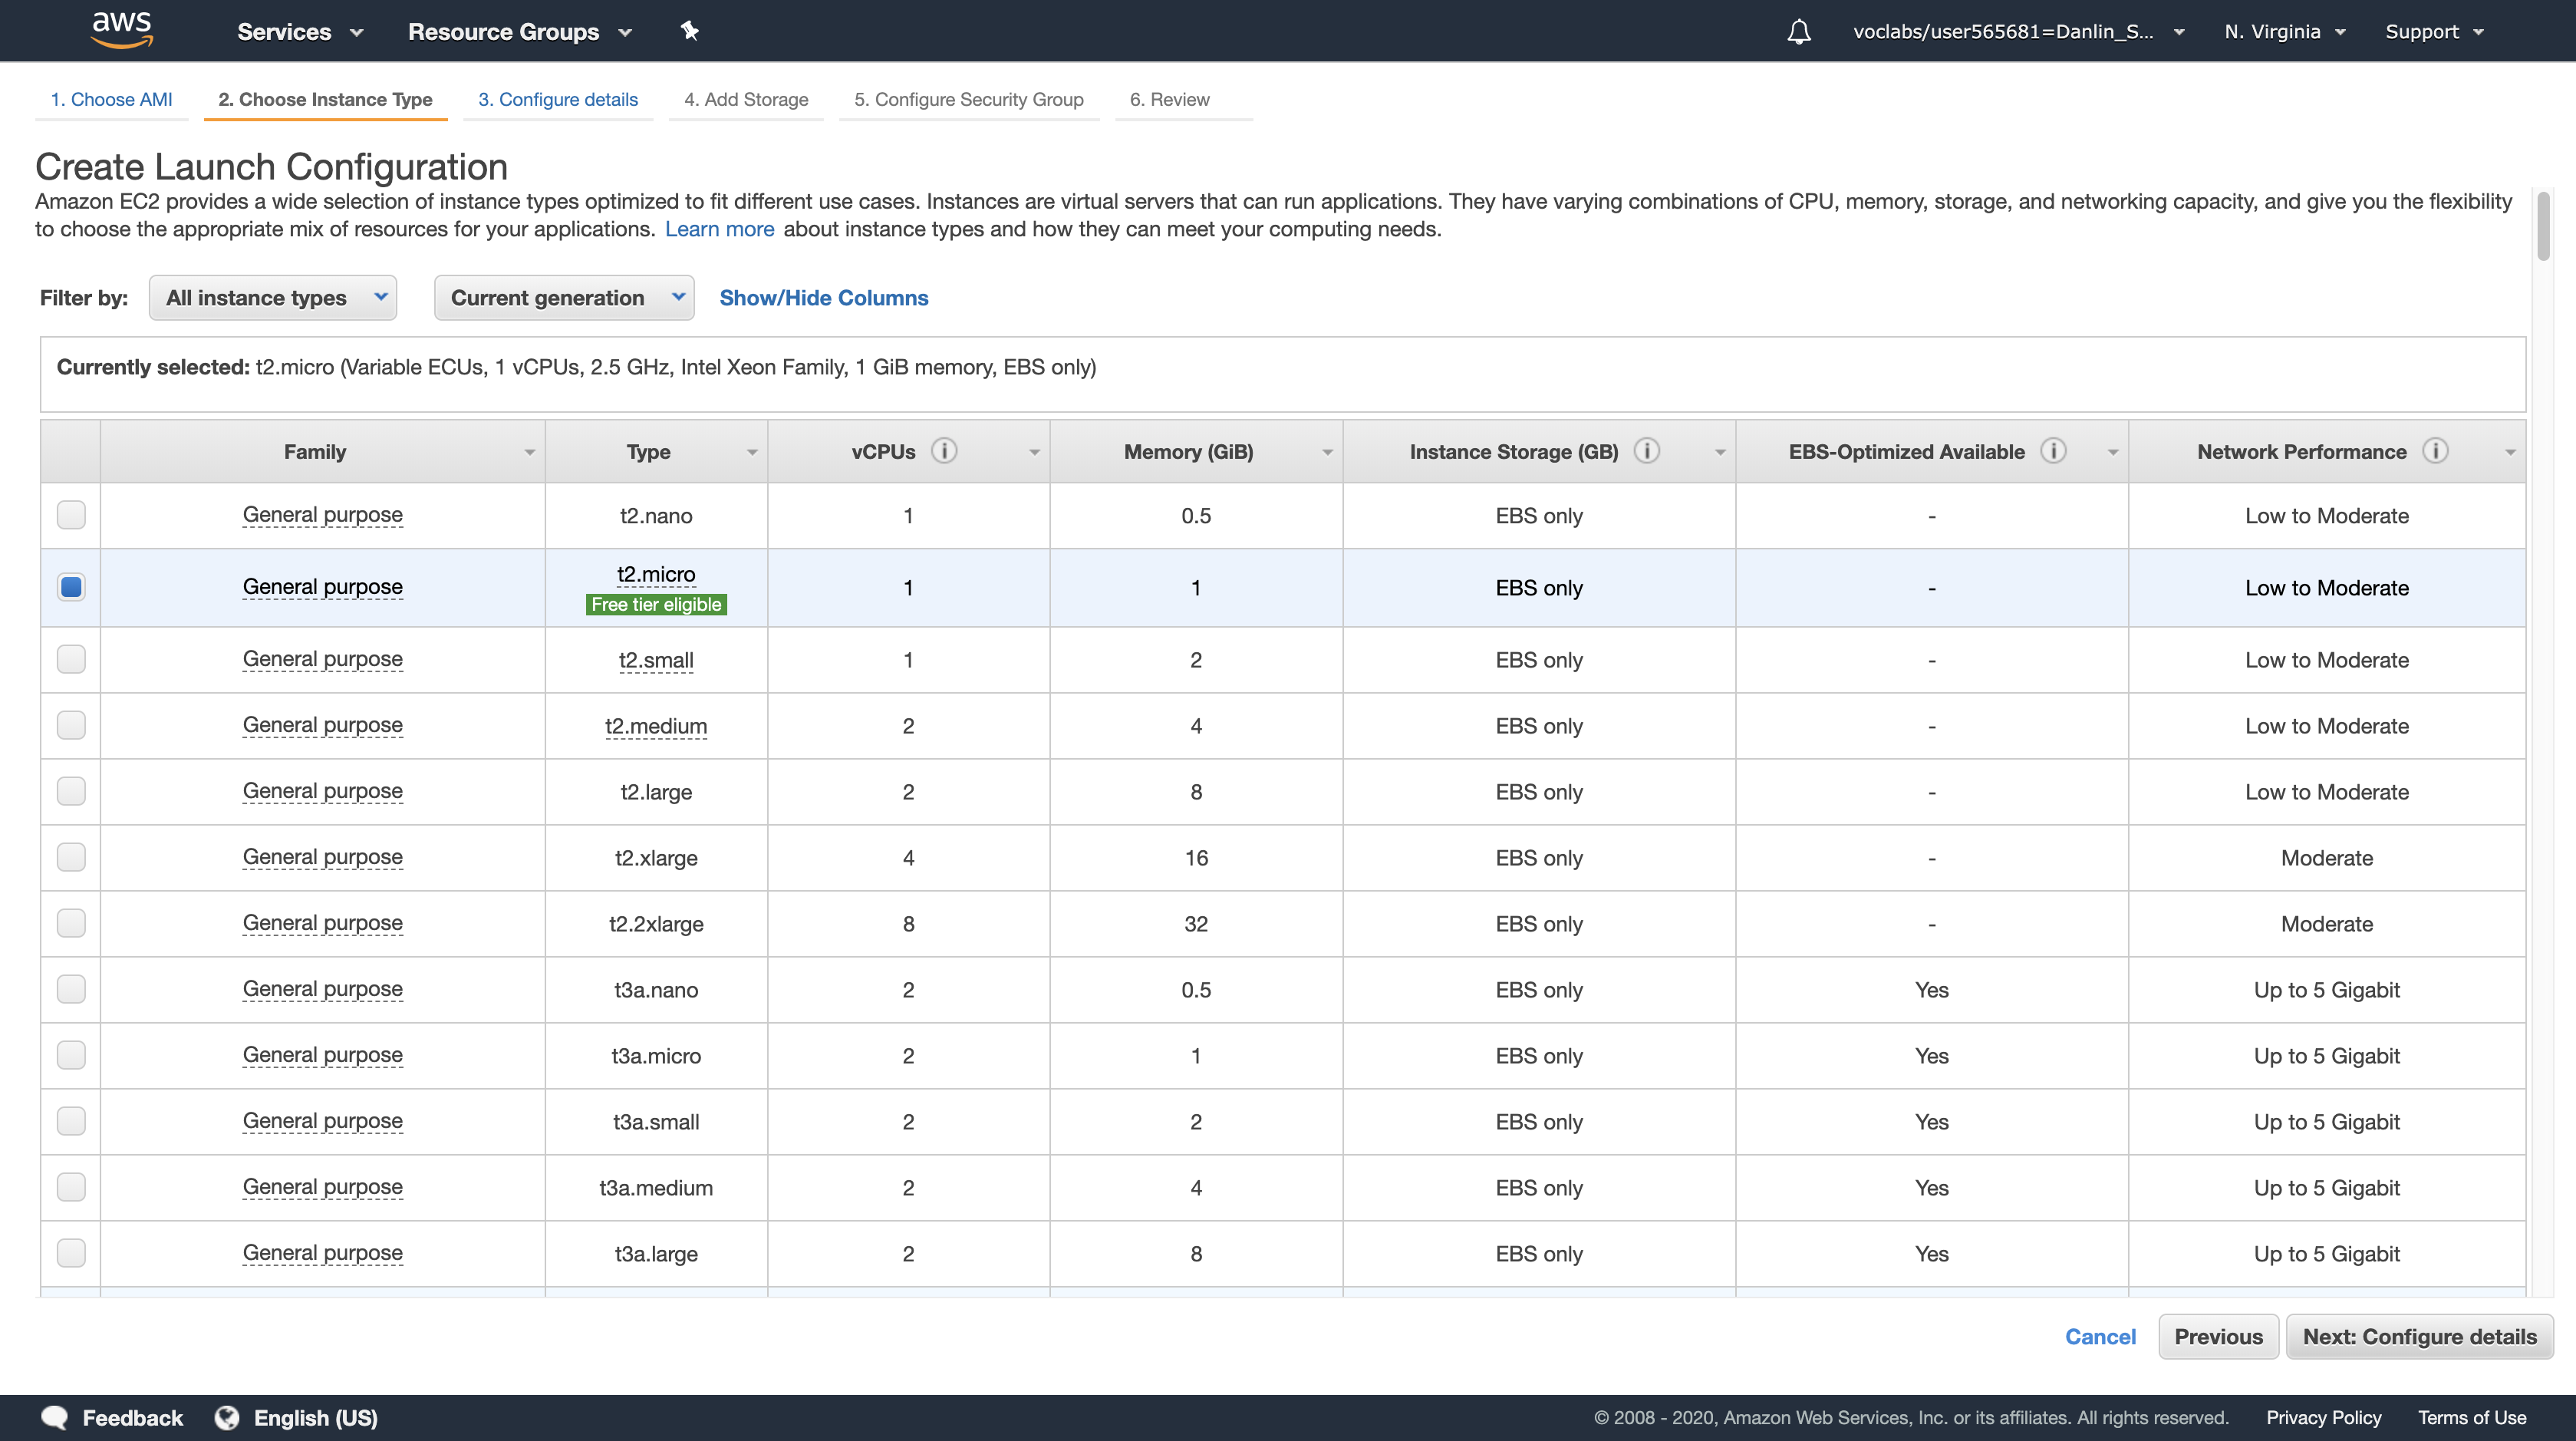 aws Services Resource Groups voclabs/user565681=Danlin_S... N. Virginia Support
1. Choose AMI 2. Choose Instance Type 3. Configure details 4. Add Storage 5. Configure Security Group 6. Review
Create Launch Configuration
Amazon EC2 provides a wide selection of instance types optimized to fit different use cases. Instances are virtual servers that can run applications. They have varying combinations of CPU, memory, storage, and networking capacity, and give you the flexibility
to choose the appropriate mix of resources for your applications. Learn more about instance types and how they can meet your computing needs.
Filter by: All instance types Current generation Show/Hide Columns
Currently selected: t2.micro (Variable ECUs, 1 vCPUs, 2.5 GHz, Intel Xeon Family, 1 GiB memory, EBS only)
Family Type vCPUs i Memory (GiB) Instance Storage (GB) i EBS-Optimized Available i Network Performance i
General purpose t2.nano 1 0.5 EBS only - Low to Moderate
General purpose t2.micro 1 1 EBS only - Low to Moderate
Free tier eligible
General purpose t2.small 1 2 EBS only - Low to Moderate
General purpose t2.medium 2 4 EBS only - Low to Moderate
General purpose t2.large 2 8 EBS only - Low to Moderate
General purpose t2.xlarge 4 16 EBS only - Moderate
General purpose t2.2xlarge 8 32 EBS only - Moderate
General purpose t3a.nano 2 0.5 EBS only Yes Up to 5 Gigabit
General purpose t3a.micro 2 1 EBS only Yes Up to 5 Gigabit
General purpose t3a.small 2 2 EBS only Yes Up to 5 Gigabit
General purpose t3a.medium 2 4 EBS only Yes Up to 5 Gigabit
General purpose t3a.large 2 8 EBS only Yes Up to 5 Gigabit
Cancel Previous Next: Configure details
Feedback English (US) © 2008 - 2020, Amazon Web Services, Inc. or its affiliates. All rights reserved. Privacy Policy Terms of Use